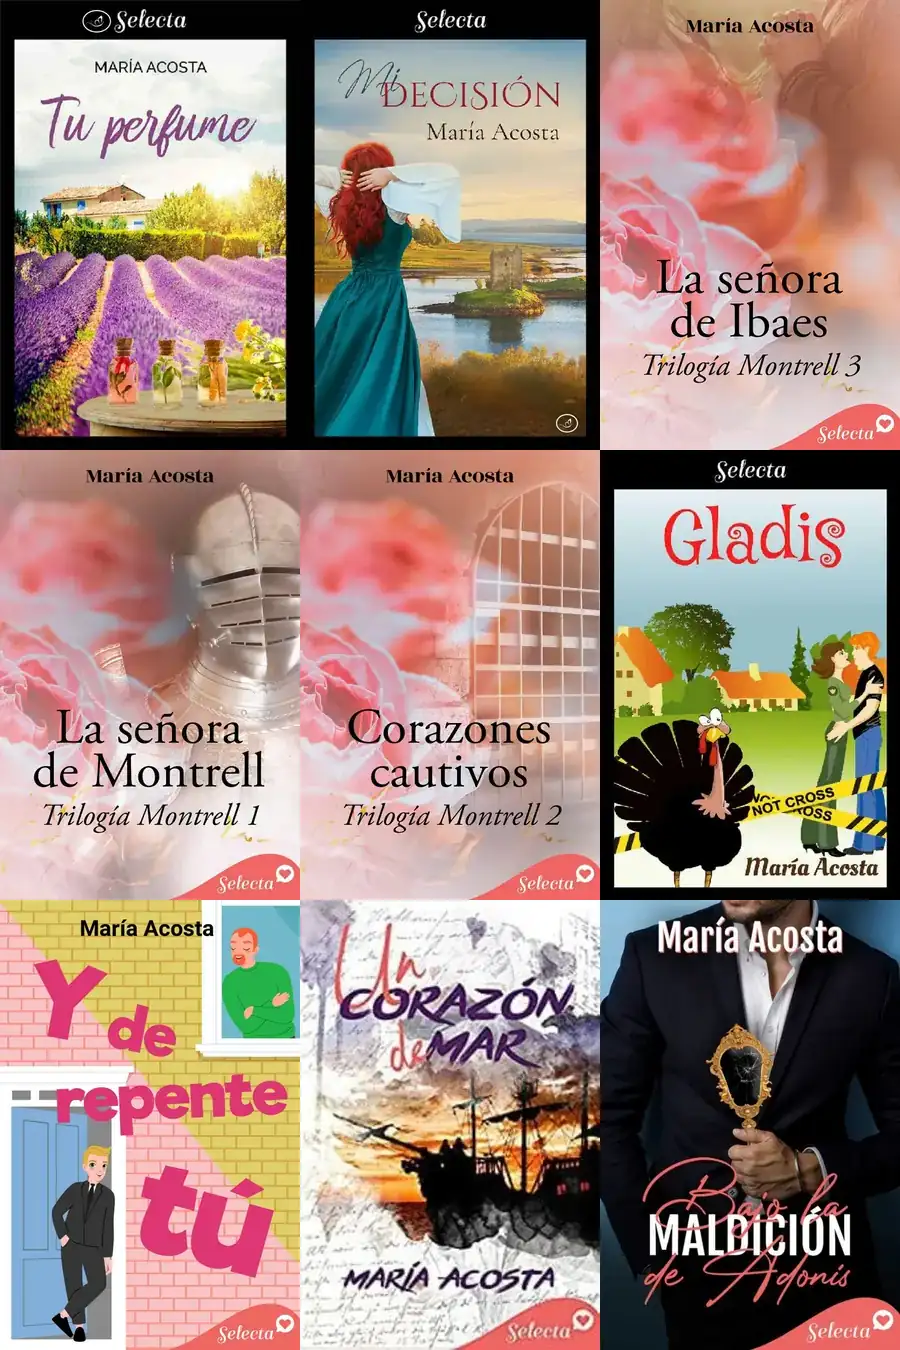 Selecta
MARÍA ACOSTA
Tu perfume
Selecta
Mi
DECISIÓN
María Acosta
María Acosta
La señora
de Ibaes
Trilogía Montrell 3
Selecta
María Acosta
La señora
de Montrell
Trilogía Montrell 1
Selecta
María Acosta
Corazones
cautivos
Trilogía Montrell 2
Selecta
Selecta
Gladis
NOT CROSS
María Acosta
María Acosta
Y de
repente
tú
Selecta
Un
CORAZÓN
de MAR
MARÍA ACOSTA
Selecta
María Acosta
Bajo la
MALDICIÓN
de Adonis
Selecta